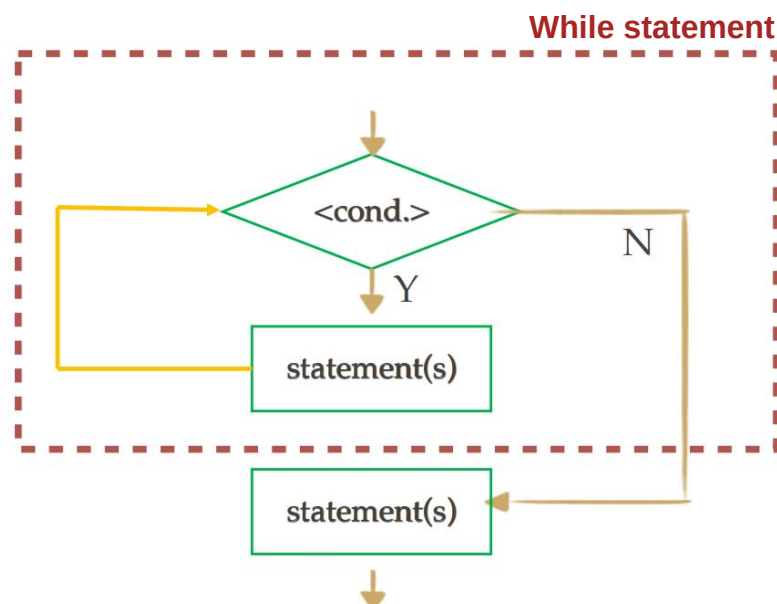 While statement
<cond.>
N
Y
statement(s)
statement(s)